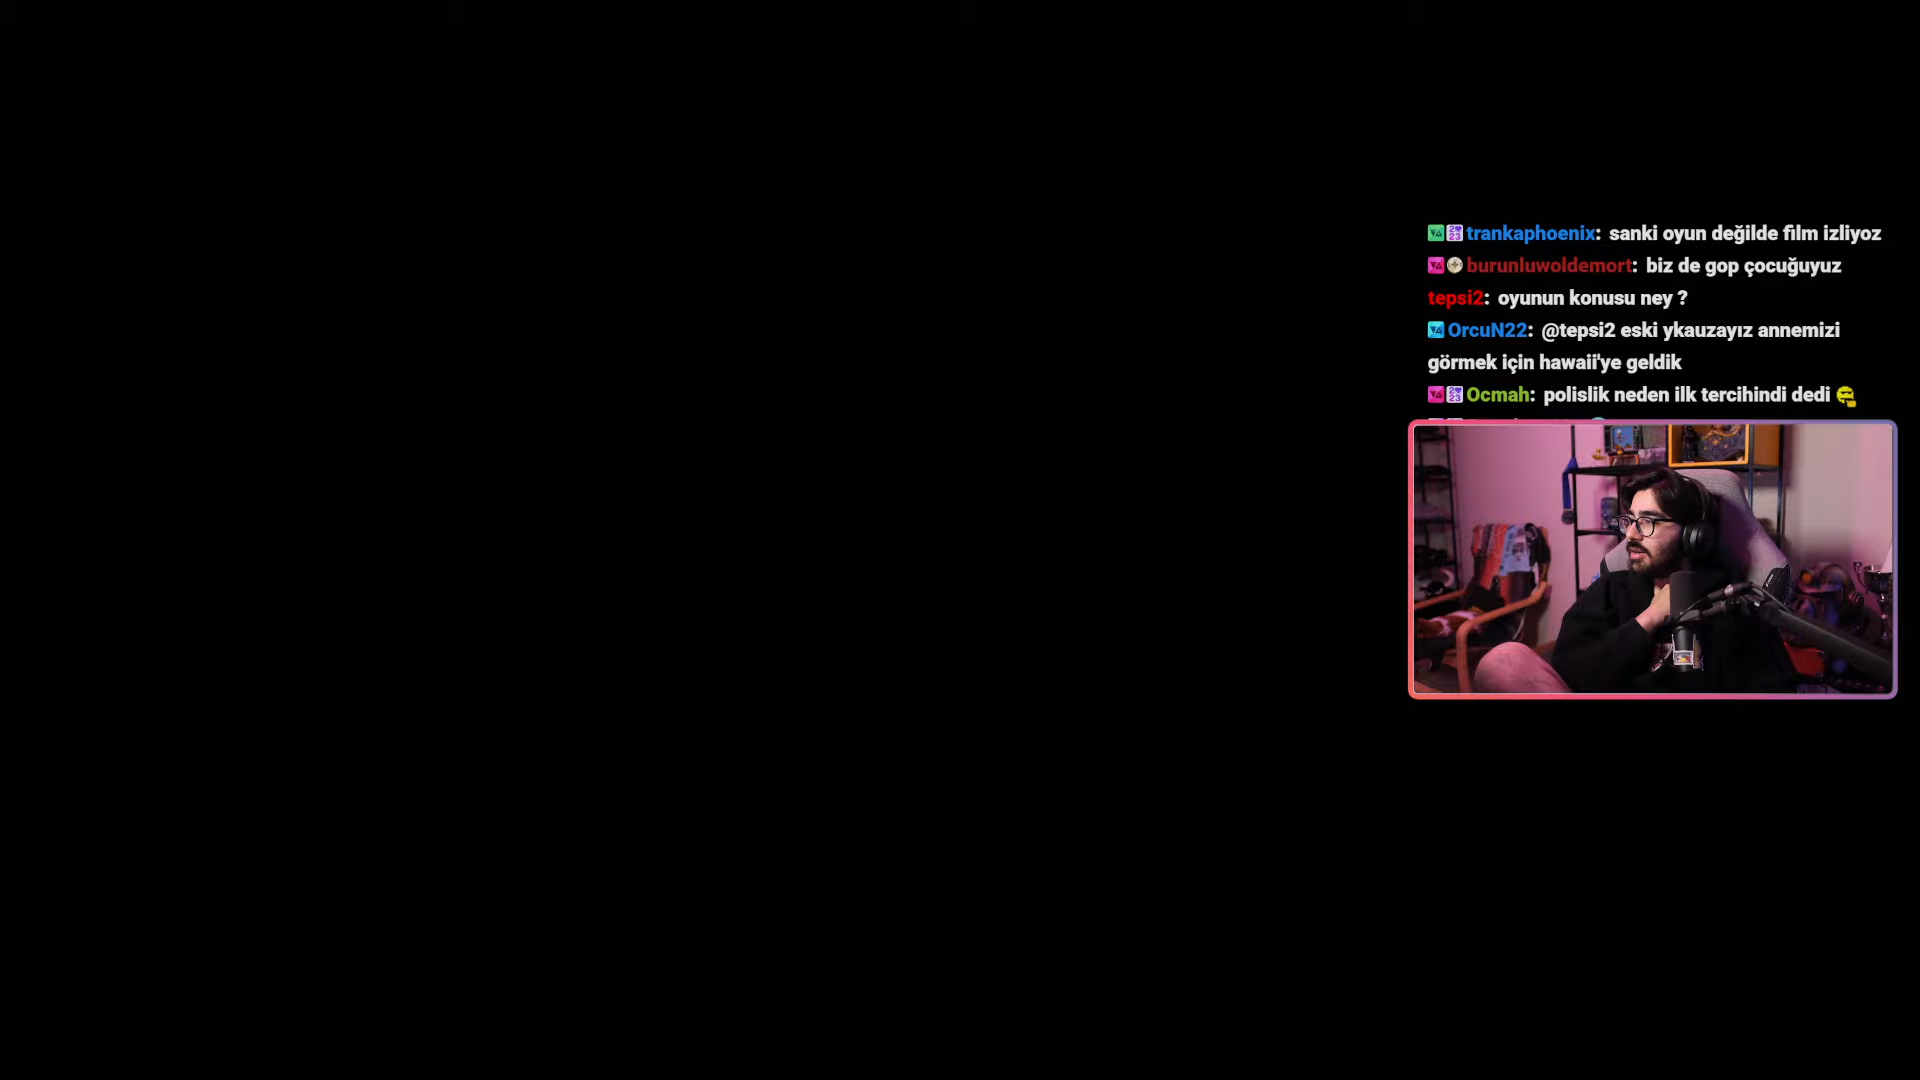 trankaphoenix: sanki oyun değilde film izliyoz
burunluwoldemort: biz de gop çocuğuyuz
tepsi2: oyunun konusu ney ?
OrcuN22: @tepsi2 eski ykauzayız annemizi
görmek için hawaii'ye geldik
Ocmah: polislik neden ilk tercihindi dedi